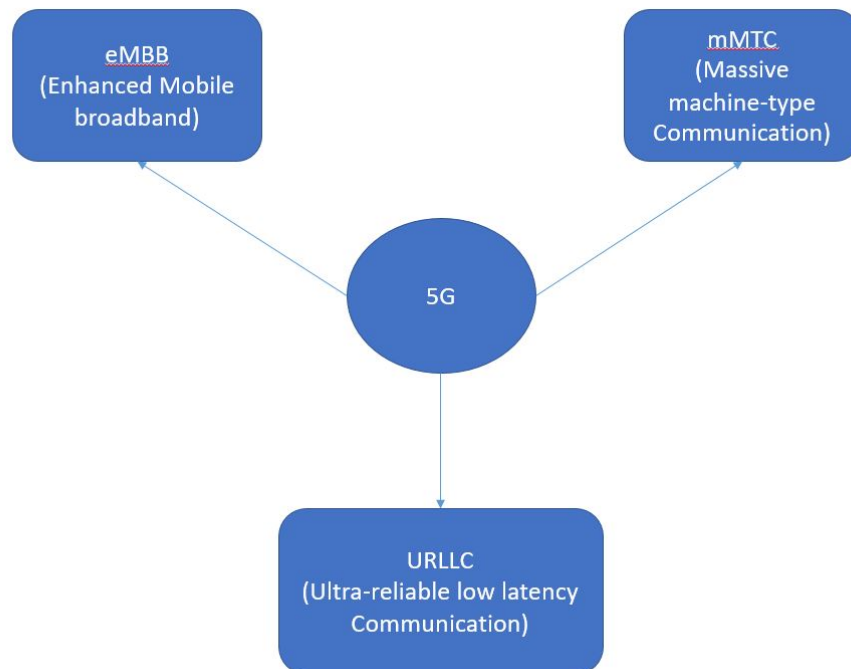 eMBB
(Enhanced Mobile
broadband)
mMTC
(Massive
machine-type
Communication)
5G
URLLC
(Ultra-reliable low latency
Communication)